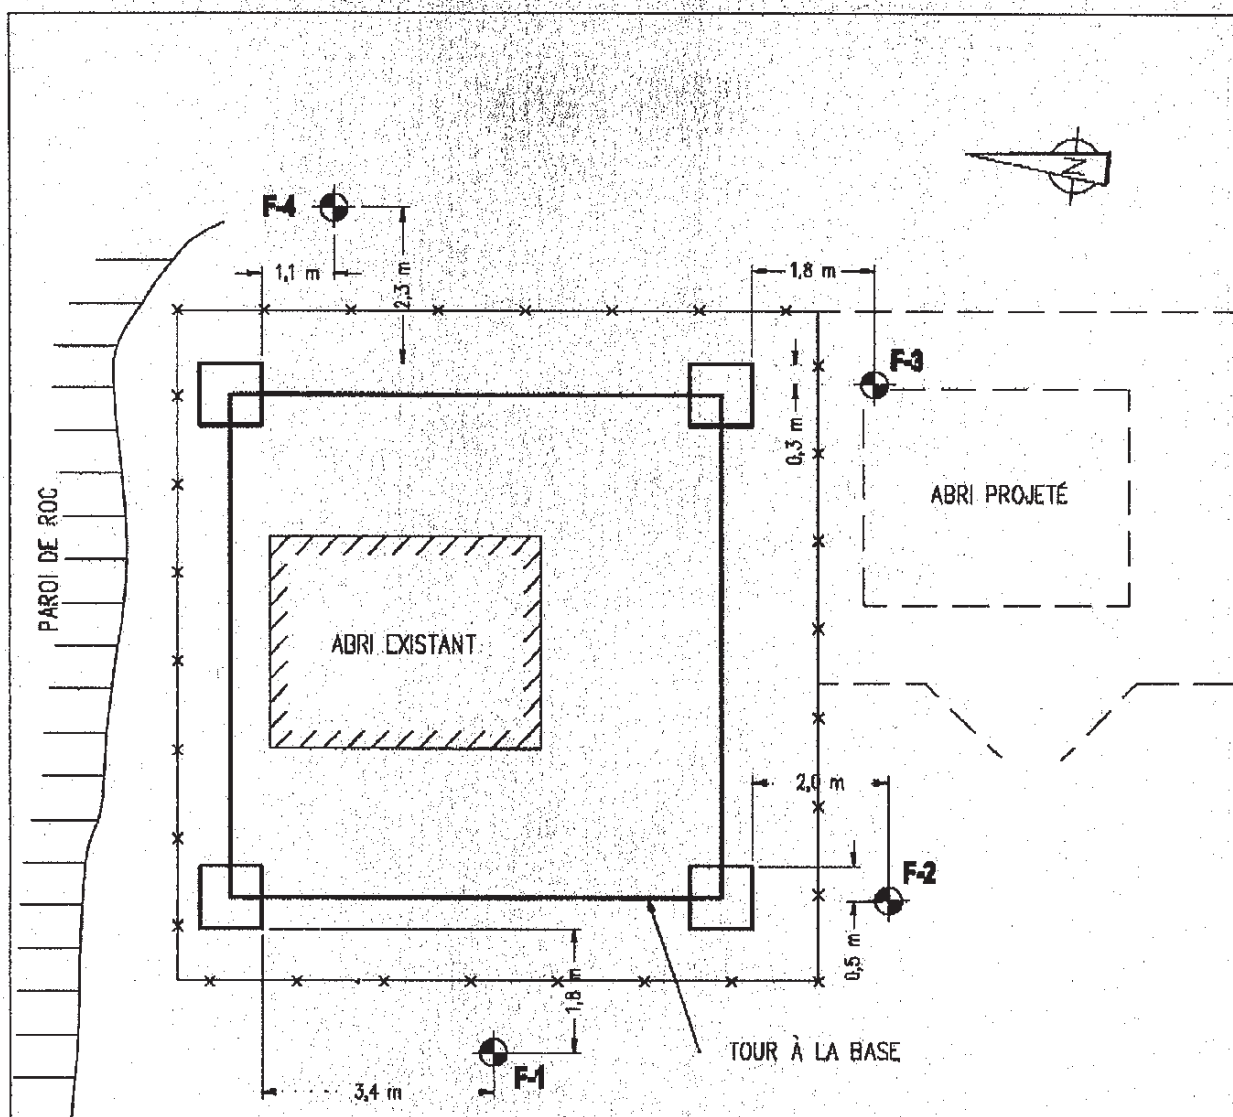 N
F-4
1,1 m
2,3 m
1,8 m
F-3
0,3 m
ABRI PROJETÉ
PAROI DE ROC
ABRI EXISTANT
2,0 m
F-2
0,5 m
1,8 m
TOUR À LA BASE
F-1
3,4 m